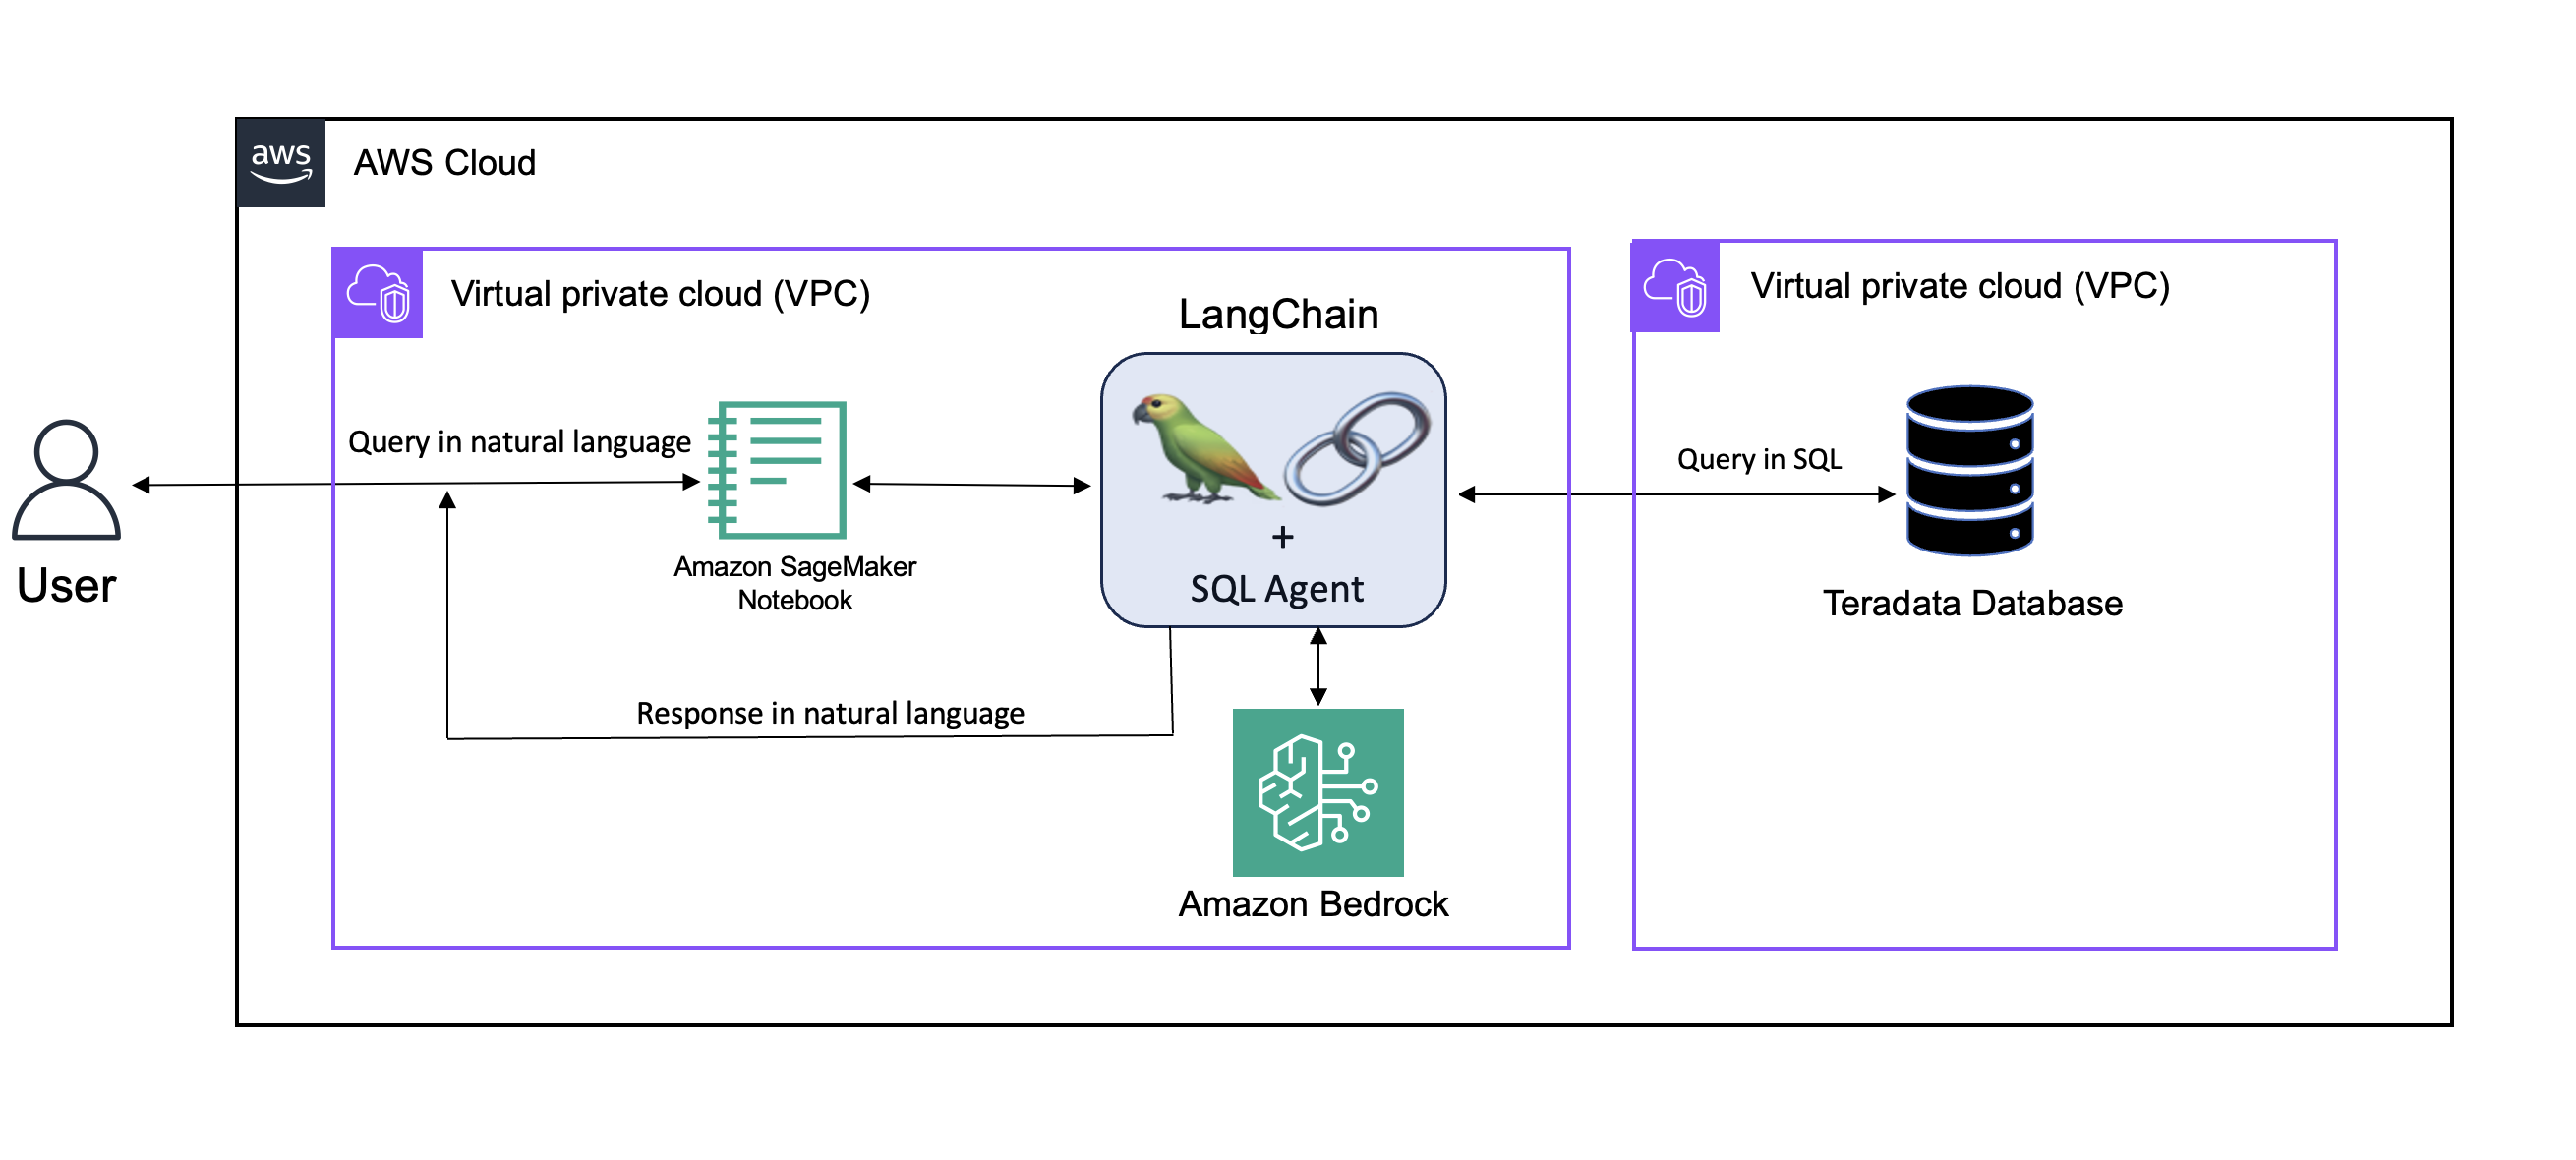 aws
AWS Cloud
Virtual private cloud (VPC)
Virtual private cloud (VPC)
LangChain
Query in natural language
Query in SQL
+
SQL Agent
Amazon SageMaker
Notebook
User
Teradata Database
Response in natural language
Amazon Bedrock